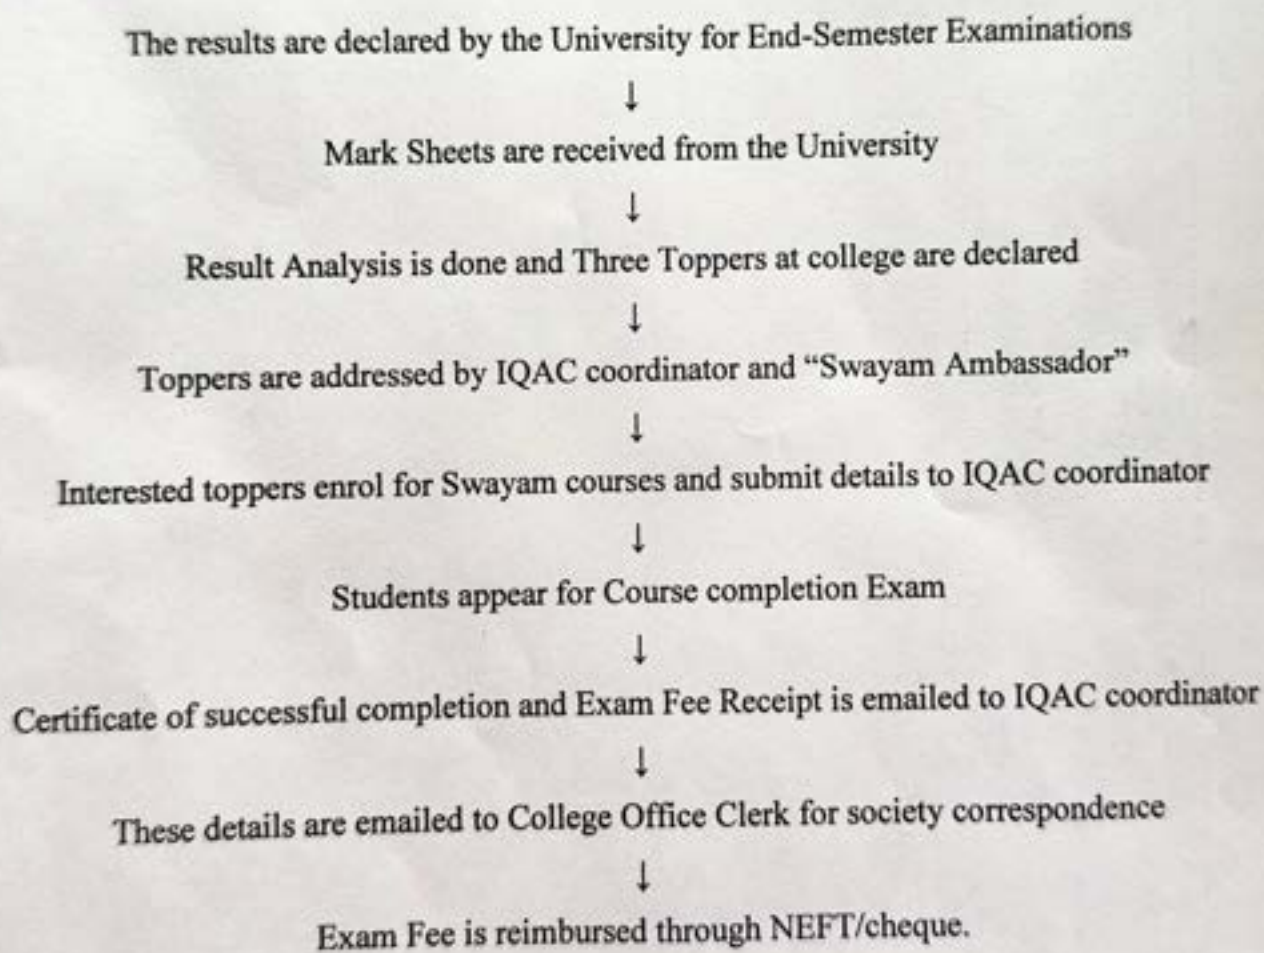 The results are declared by the University for End-Semester Examinations
↓
Mark Sheets are received from the University
↓
Result Analysis is done and Three Toppers at college are declared
↓
Toppers are addressed by IQAC coordinator and “Swayam Ambassador”
↓
Interested toppers enrol for Swayam courses and submit details to IQAC coordinator
↓
Students appear for Course completion Exam
↓
Certificate of successful completion and Exam Fee Receipt is emailed to IQAC coordinator
↓
These details are emailed to College Office Clerk for society correspondence
↓
Exam Fee is reimbursed through NEFT/cheque.